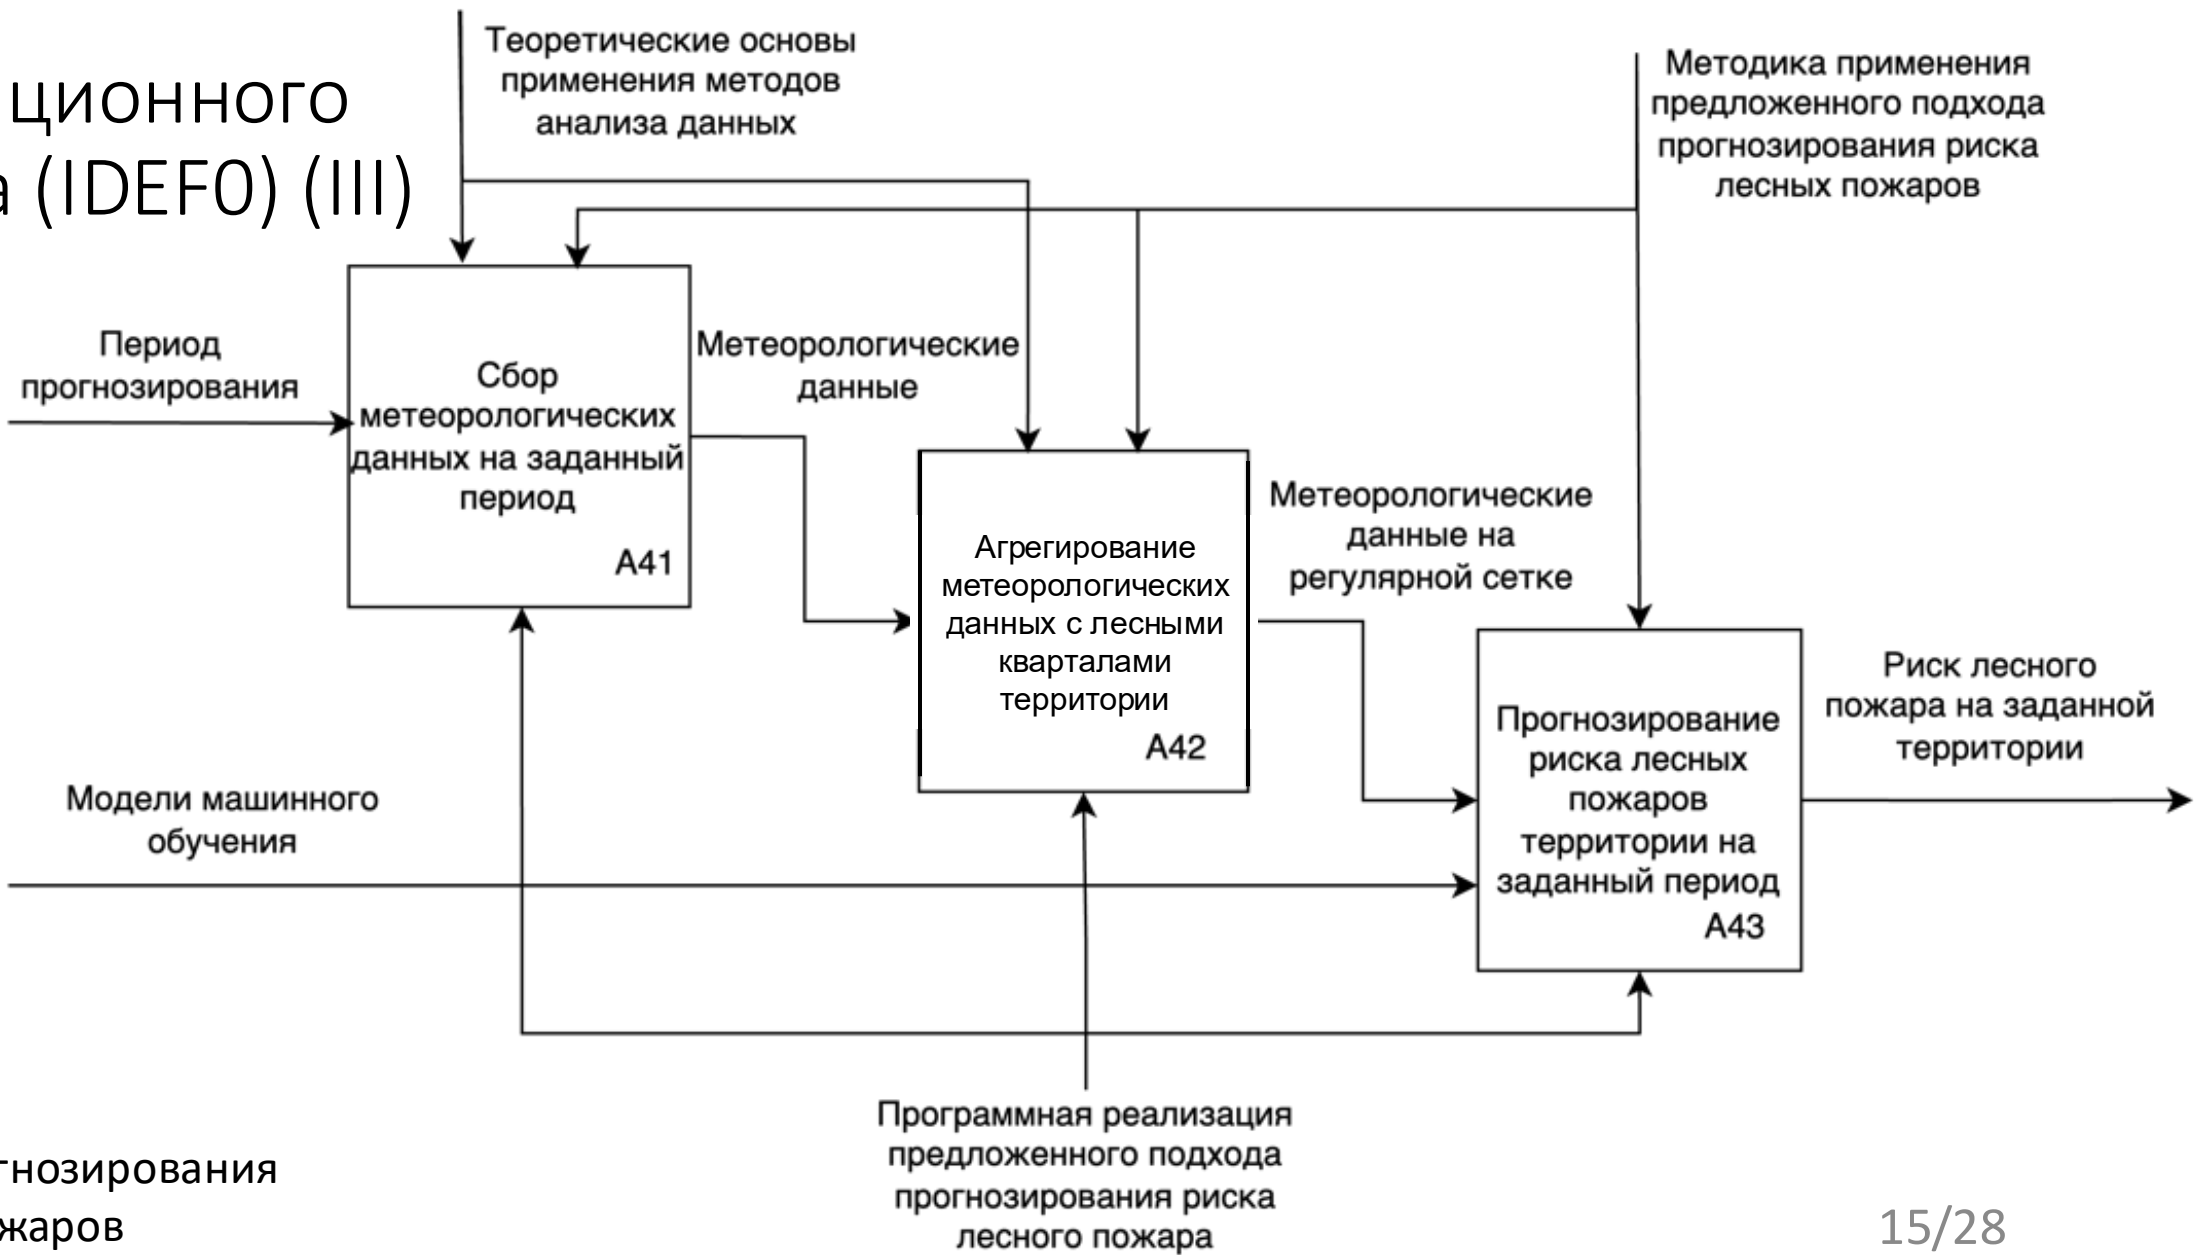 ционного
а (IDEF0) (III)
Теоретические основы
применения методов
анализа данных
Методика применения
предложенного подхода
прогнозирования риска
лесных пожаров
Период
прогнозирования
Сбор
метеорологических
данных на заданный
период
A41
Метеорологические
данные
Агрегирование
метеорологических
данных с лесными
кварталами
территории
A42
Метеорологические
данные на
регулярной сетке
Прогнозирование
риска лесных
пожаров
территории на
заданный период
A43
Риск лесного
пожара на заданной
территории
Модели машинного
обучения
Программная реализация
предложенного подхода
прогнозирования риска
лесного пожара
гнозирования
жаров
15/28